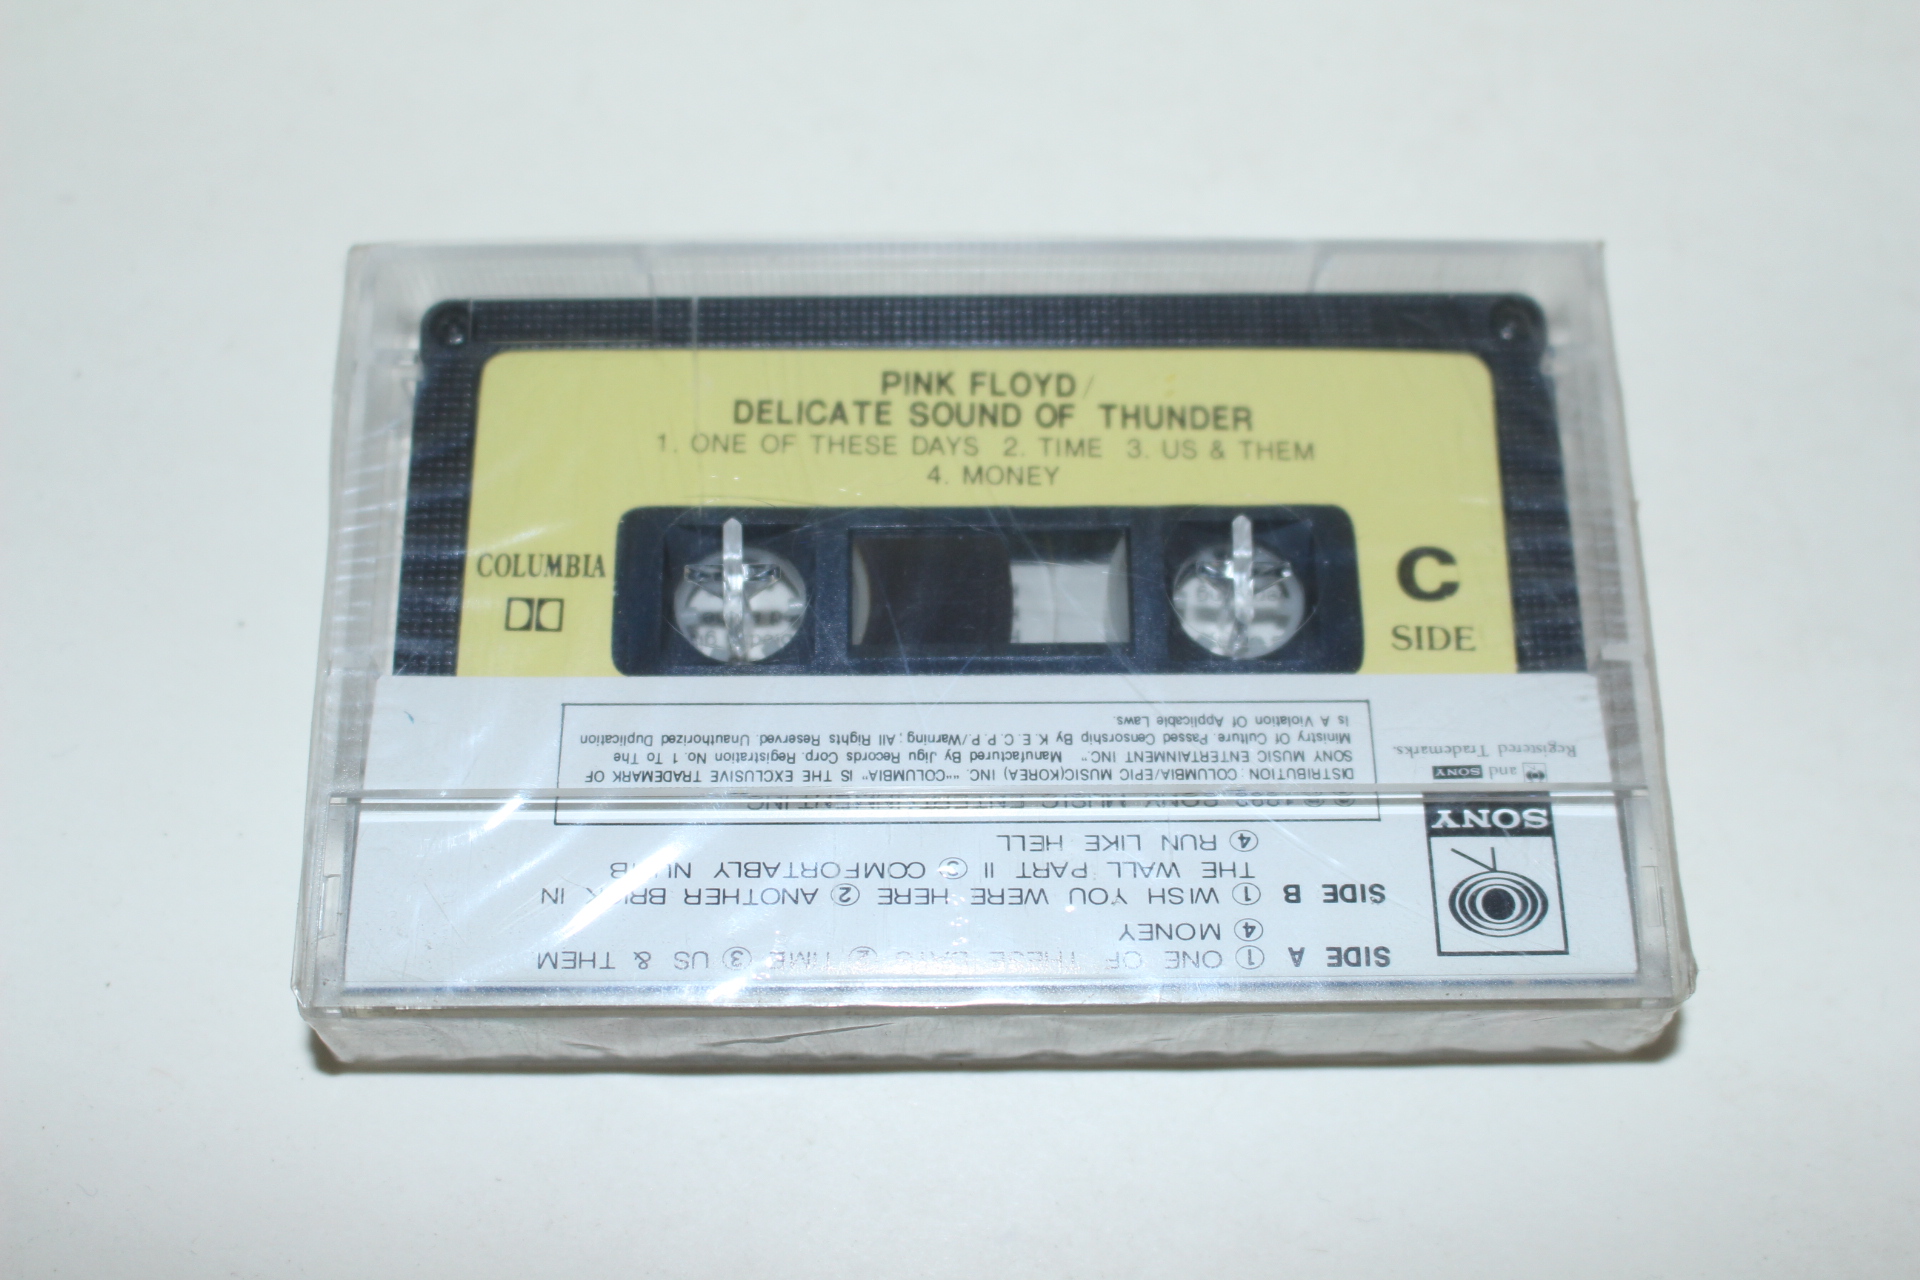 PINK FLOYD/
DELICATE SOUND OF THUNDER
1. ONE OF THESE DAYS 2. TIME 3. US & THEM
4. MONEY
COLUMBIA
C
SIDE
SONY
SIDE A ① ONE OF THESE DAYS ② TIME ③ US & THEM
④ MONEY
SIDE B ① WISH YOU WERE HERE ② ANOTHER BRICK IN
THE WALL PART II ③ COMFORTABLY NUMB
④ RUN LIKE HELL
SONY MUSIC ENTERTAINMENT INC.
DISTRIBUTION: COLUMBIA/EPIC MUSIC(KOREA) INC. ""COLUMBIA" IS THE EXCLUSIVE TRADEMARK OF
SONY MUSIC ENTERTAINMENT INC." Manufactured By Jigu Records Corp. Registration No. 1 To The
Ministry Of Culture. Passed Censorship By K.E.C.P.P./Warning; All Rights Reserved. Unauthorized Duplication
Is A Violation Of Applicable Laws.
and SONY
Registered Trademarks.